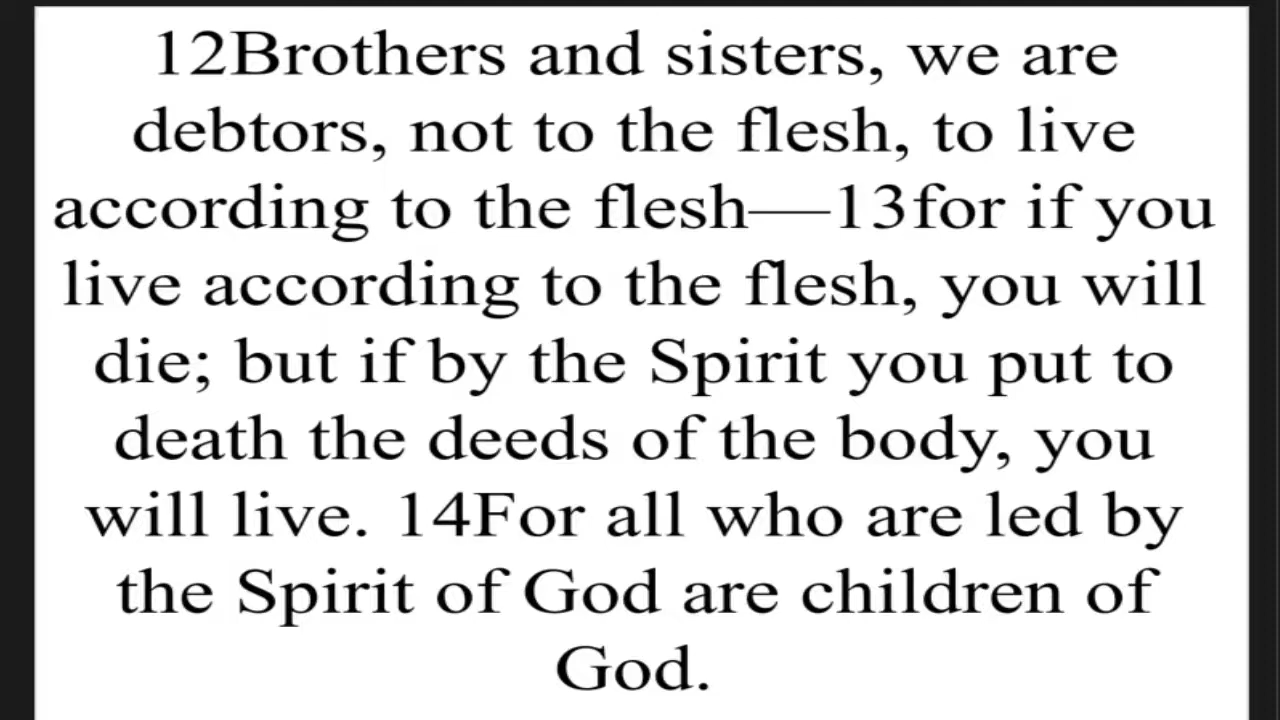 12Brothers and sisters, we are
debtors, not to the flesh, to live
according to the flesh—13for if you
live according to the flesh, you will
die; but if by the Spirit you put to
death the deeds of the body, you
will live. 14For all who are led by
the Spirit of God are children of
God.